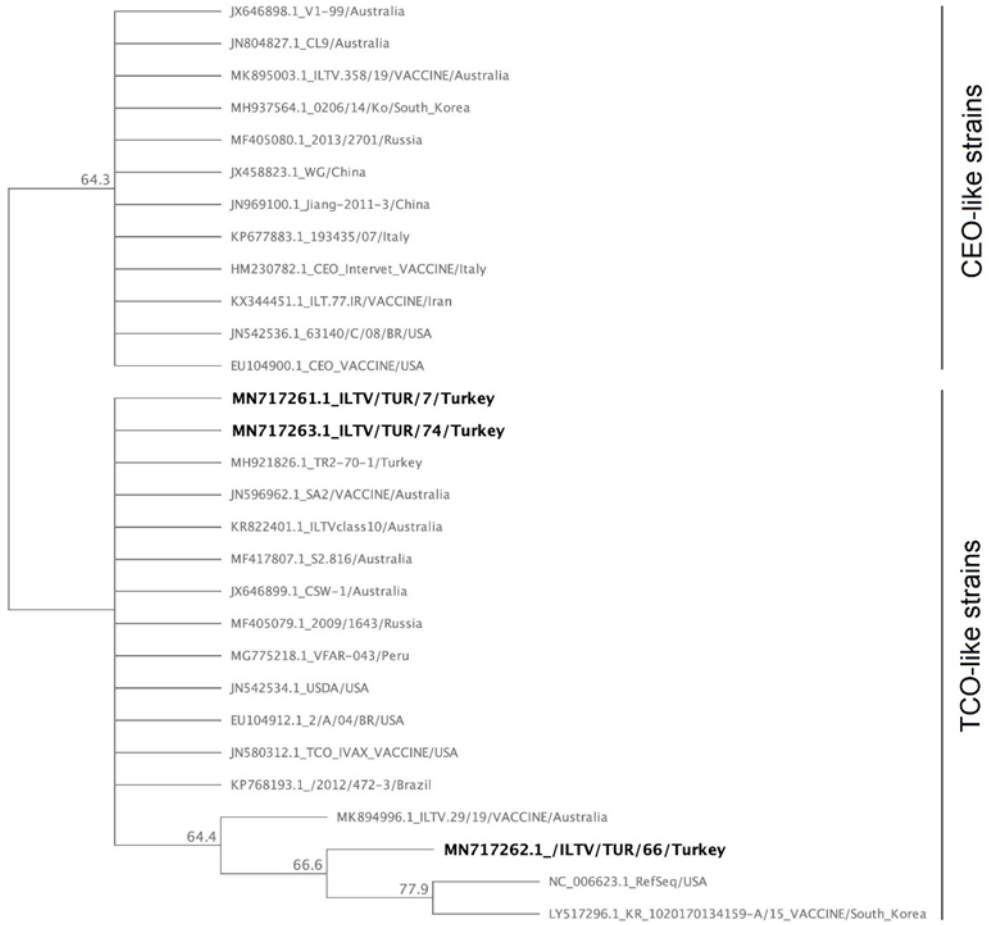 JX646898.1_V1-99/Australia
JN804827.1_CL9/Australia
MK895003.1_ILTV.358/19/VACCINE/Australia
MH937564.1_0206/14/Ko/South_Korea
MF405080.1_2013/2701/Russia
JX458823.1_WG/China
64.3
JN969100.1_Jiang-2011-3/China
KP677883.1_193435/07/Italy
HM230782.1_CEO_Intervet_VACCINE/Italy
KX344451.1_ILT.77.IR/VACCINE/Iran
JN542536.1_63140/C/08/BR/USA
EU104900.1_CEO_VACCINE/USA
CEO-like strains
MN717261.1_ILTV/TUR/7/Turkey
MN717263.1_ILTV/TUR/74/Turkey
MH921826.1_TR2-70-1/Turkey
JN596962.1_SA2/VACCINE/Australia
KR822401.1_ILTVclass10/Australia
MF417807.1_S2.816/Australia
JX646899.1_CSW-1/Australia
MF405079.1_2009/1643/Russia
MG775218.1_VFAR-043/Peru
JN542534.1_USDA/USA
EU104912.1_2/A/04/BR/USA
JN580312.1_TCO_IVAX_VACCINE/USA
KP768193.1_/2012/472-3/Brazil
MK894996.1_ILTV.29/19/VACCINE/Australia
64.4
MN717262.1_/ILTV/TUR/66/Turkey
66.6
NC_006623.1_RefSeq/USA
77.9
LY517296.1_KR_1020170134159-A/15_VACCINE/South_Korea
TCO-like strains